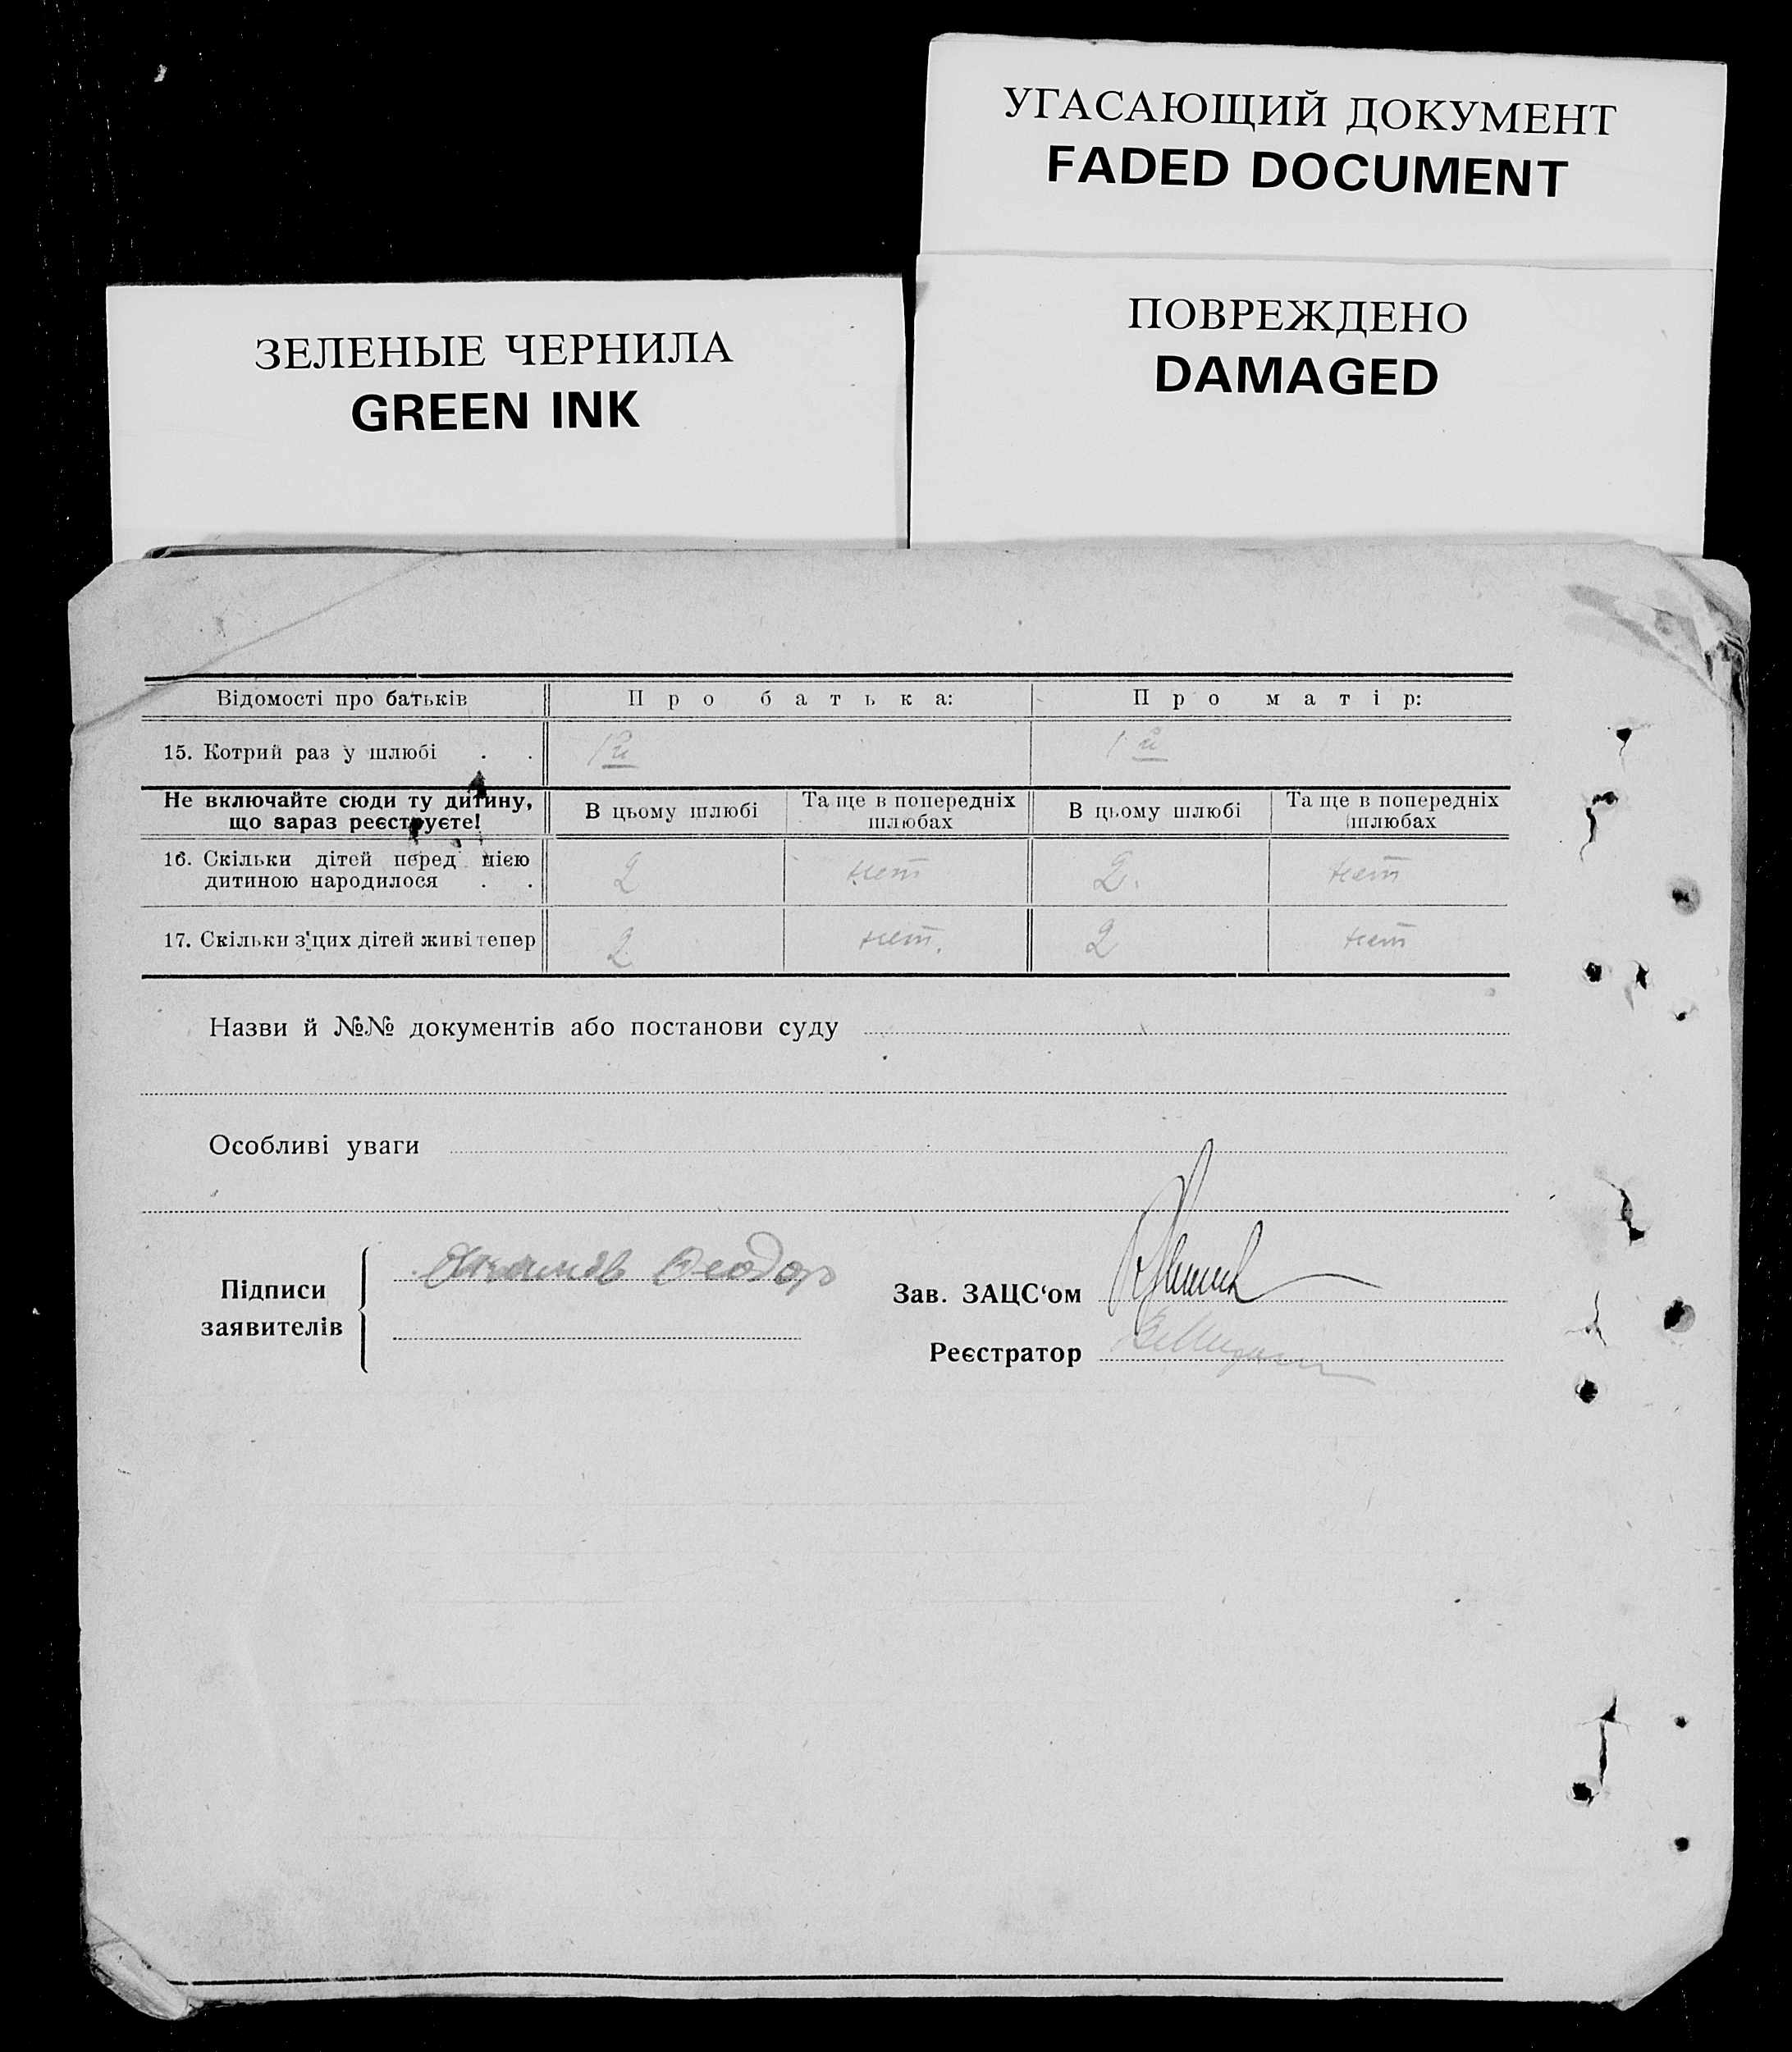 УГАСАЮЩИЙ ДОКУМЕНТ
FADED DOCUMENT
ЗЕЛЕНЫЕ ЧЕРНИЛА
GREEN INK
ПОВРЕЖДЕНО
DAMAGED
Відомості про батьків Про батька: Про матір:
15. Котрий раз у шлюбі . . 1й 1й
Не включайте сюди ту дитину, що зараз реєструєте! В цьому шлюбі Та ще в попередніх шлюбах В цьому шлюбі Та ще в попередніх шлюбах
16. Скільки дітей перед цією
дитиною народилося . . 2 нет 2. нет
17. Скільки з'цих дітей живі тепер 2 нет. 2 нет
Назви й №№ документів або постанови суду
Особливі уваги
Підписи
заявителів
Феодор
Зав. ЗАЦС‘ом
Реєстратор